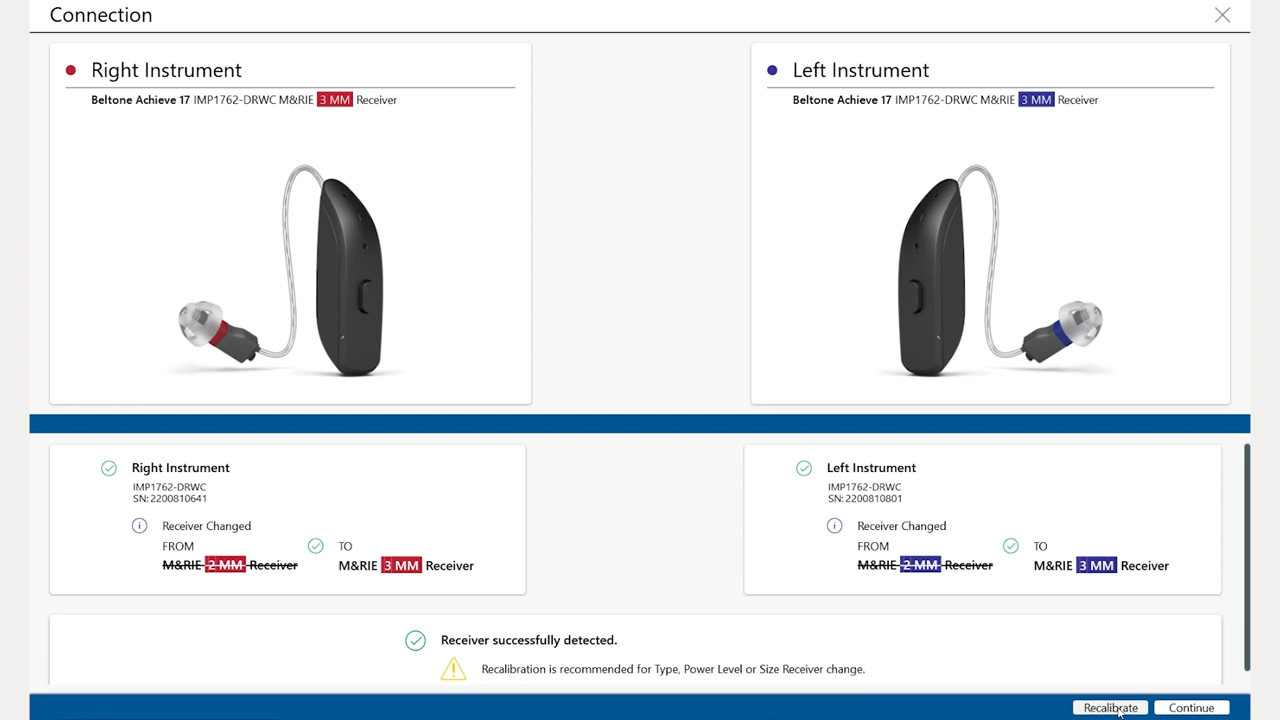 Connection
Right Instrument
Beltone Achieve 17 IMP1762-DRWC M&RIE 3 MM Receiver
Left Instrument
Beltone Achieve 17 IMP1762-DRWC M&RIE 3 MM Receiver
Right Instrument
IMP1762-DRWC
SN: 2200810641
Receiver Changed
FROM
M&RIE 2 MM Receiver
TO
M&RIE 3 MM Receiver
Left Instrument
IMP1762-DRWC
SN: 2200810801
Receiver Changed
FROM
M&RIE 2 MM Receiver
TO
M&RIE 3 MM Receiver
Receiver successfully detected.
Recalibration is recommended for Type, Power Level or Size Receiver change.
Recalibrate
Continue